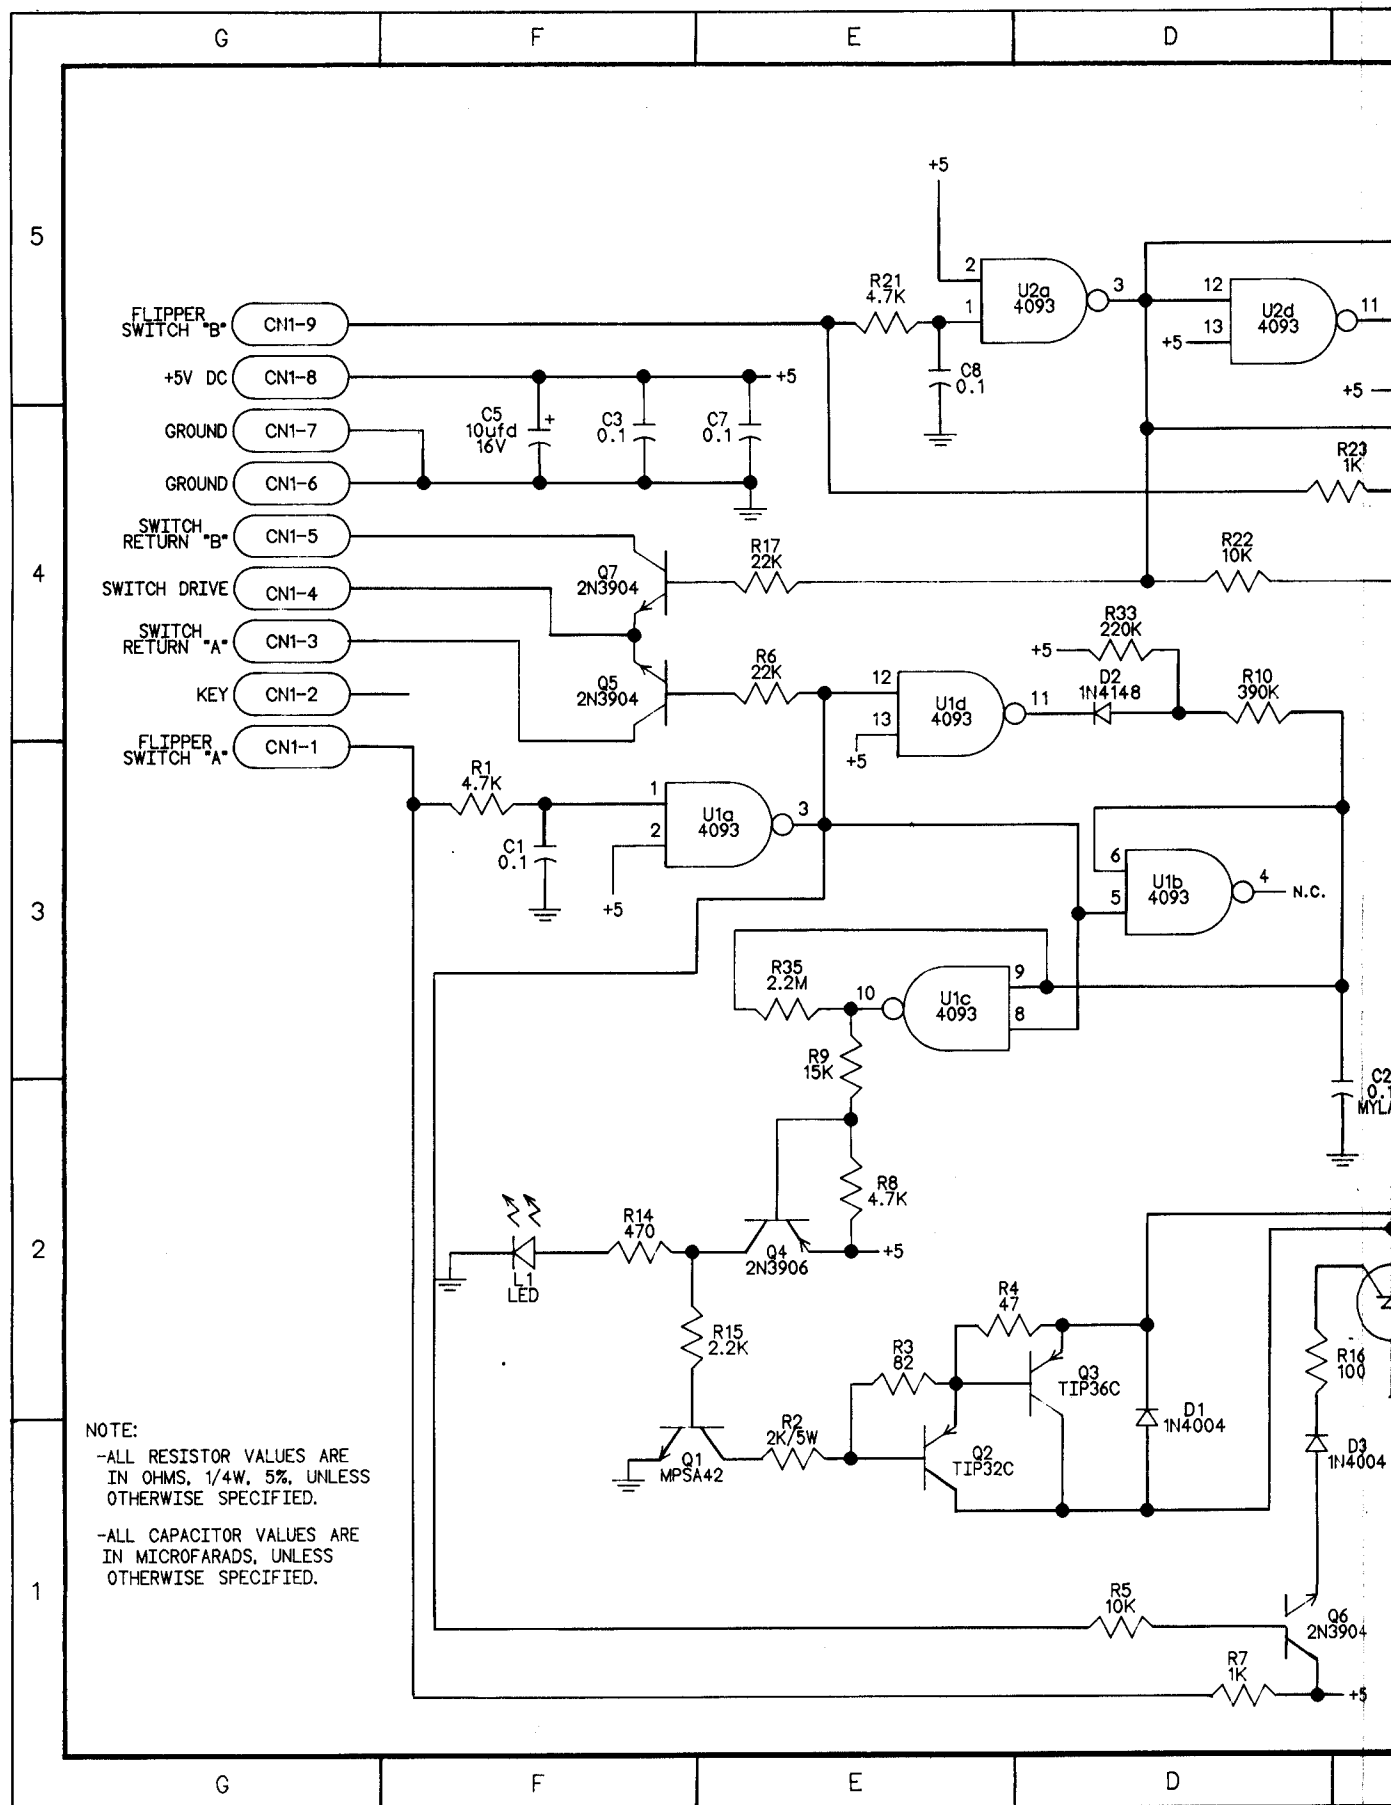 G F E D
5
4
3
2
1
FLIPPER
SWITCH "B"
CN1-9
+5V DC
CN1-8
GROUND
CN1-7
GROUND
CN1-6
SWITCH
RETURN "B"
CN1-5
SWITCH DRIVE
CN1-4
SWITCH
RETURN "A"
CN1-3
KEY
CN1-2
FLIPPER
SWITCH "A"
CN1-1
+5
R21
4.7K
2
1
U2a
4093
3
12
13
+5
U2d
4093
11
C8
0.1
+5
+5
C5
10ufd
16V
+
C3
0.1
C7
0.1
R23
1K
Q7
2N3904
R17
22K
R22
10K
R33
220K
+5
Q5
2N3904
R6
22K
12
13
+5
U1d
4093
11
D2
1N4148
R10
390K
R1
4.7K
C1
0.1
1
2
+5
U1a
4093
3
6
5
U1b
4093
4
N.C.
R35
2.2M
10
U1c
4093
9
8
R9
15K
C2
MYLA
R8
4.7K
R14
470
Q4
2N3906
+5
L1
LED
R15
2.2K
R4
47
R3
82
Q3
TIP36C
R16
100
D1
1N4004
D3
1N4004
Q1
MPSA42
R2
2K/5W
Q2
TIP32C
NOTE:
-ALL RESISTOR VALUES ARE
IN OHMS, 1/4W, 5%, UNLESS
OTHERWISE SPECIFIED.
-ALL CAPACITOR VALUES ARE
IN MICROFARADS, UNLESS
OTHERWISE SPECIFIED.
R5
10K
Q6
2N3904
R7
1K
+5
G F E D